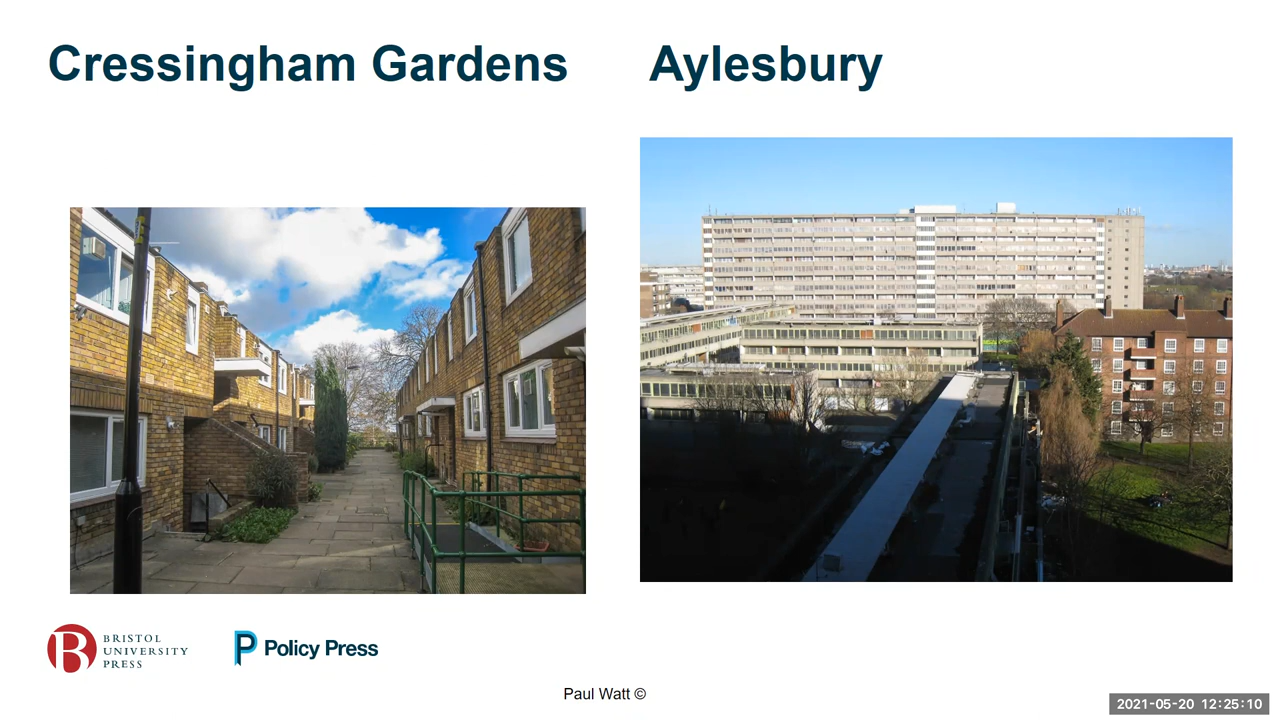 Cressingham Gardens
Aylesbury
BRISTOL
UNIVERSITY
PRESS
Policy Press
Paul Watt ©
2021-05-20 12:25:10